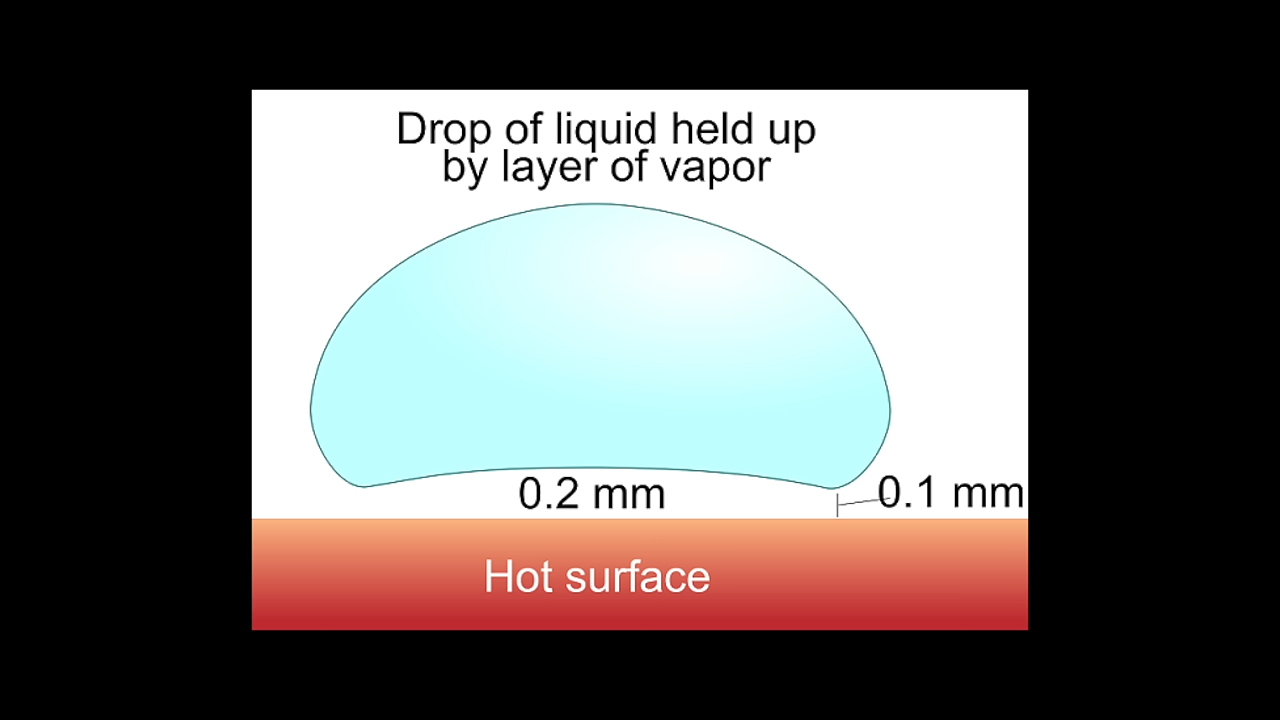 Drop of liquid held up
by layer of vapor
0.2 mm
0.1 mm
Hot surface